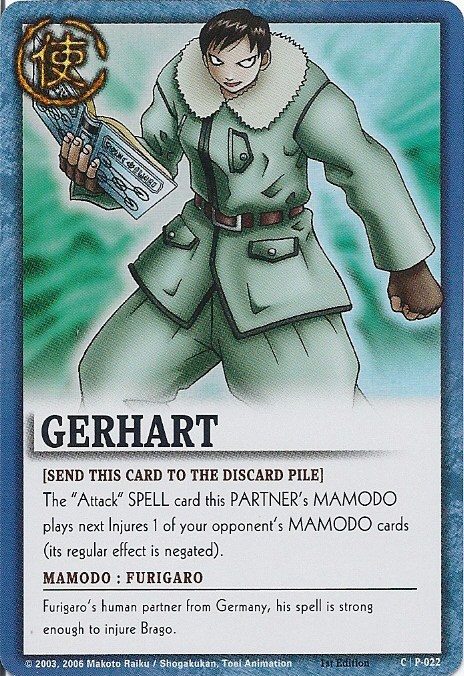 使
GERHART
[SEND THIS CARD TO THE DISCARD PILE]
The "Attack" SPELL card this PARTNER's MAMODO
plays next Injures 1 of your opponent's MAMODO cards
(its regular effect is negated).
MAMODO : FURIGARO
Furigaro's human partner from Germany, his spell is strong
enough to injure Brago.
© 2003, 2006 Makoto Raiku / Shogakukan, Toei Animation 1st Edition C | P-022